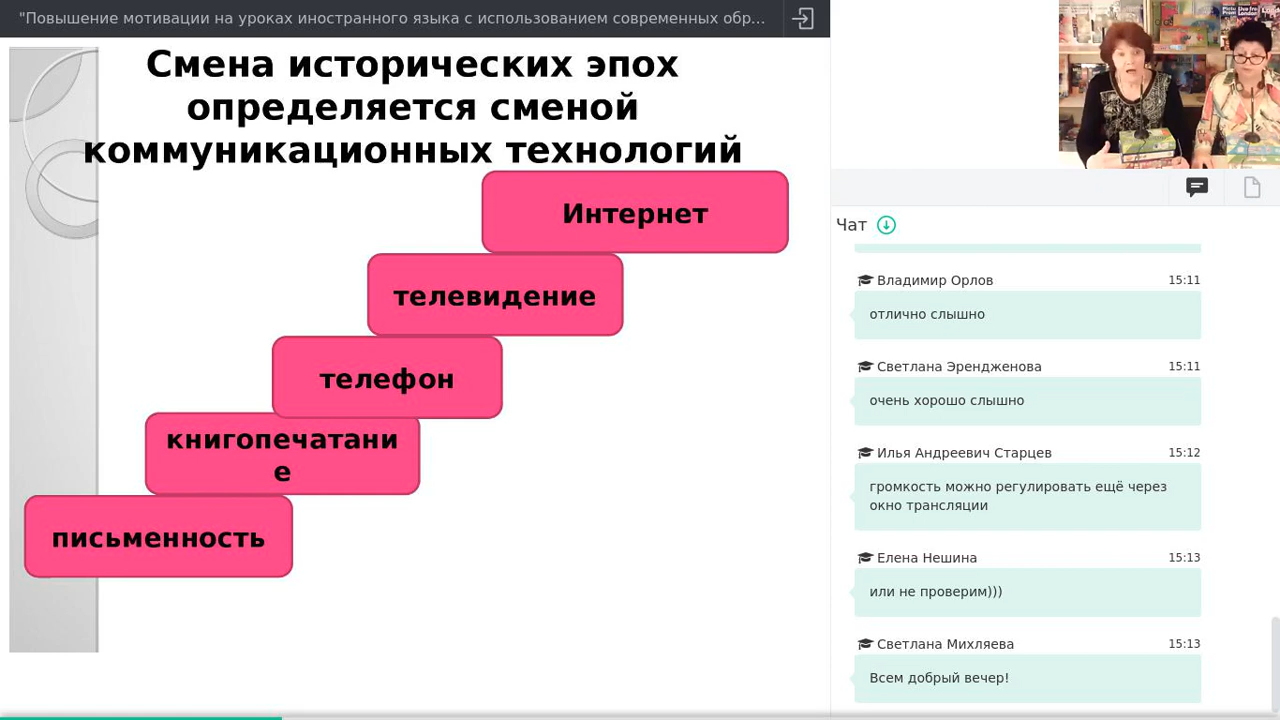 "Повышение мотивации на уроках иностранного языка с использованием современных обр...
Смена исторических эпох
определяется сменой
коммуникационных технологий
Интернет
телевидение
телефон
книгопечатани
е
письменность
Чат
Владимир Орлов 15:11
отлично слышно
Светлана Эрендженова 15:11
очень хорошо слышно
Илья Андреевич Старцев 15:12
громкость можно регулировать ещё через
окно трансляции
Елена Нешина 15:13
или не проверим)))
Светлана Михляева 15:13
Всем добрый вечер!